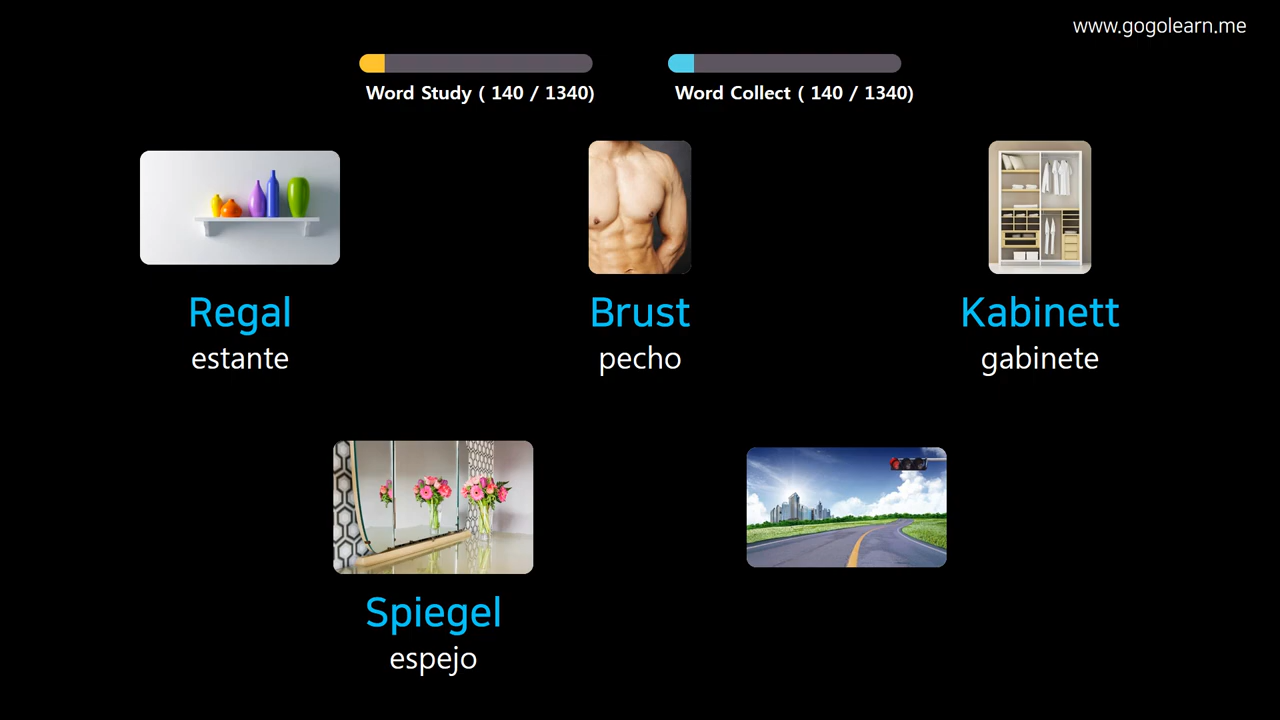 www.gogolearn.me
Word Study ( 140 / 1340)
Word Collect ( 140 / 1340)
Regal
estante
Brust
pecho
Kabinett
gabinete
Spiegel
espejo